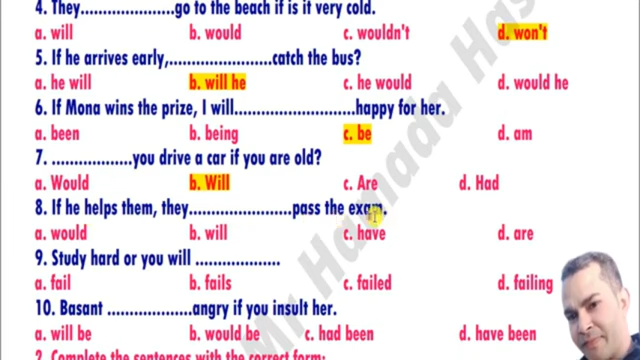 4. They.....................go to the beach if is it very cold.
a. will b. would c. wouldn't d. won't
5. If he arrives early,.......................catch the bus?
a. he will b. will he c. he would d. would he
6. If Mona wins the prize, I will...........................happy for her.
a. been b. being c. be d. am
7. ..................you drive a car if you are old?
a. Would b. Will c. Are d. Had
8. If he helps them, they.......................pass the exam.
a. would b. will c. have d. are
9. Study hard or you will ...................
a. fail b. fails c. failed d. failing
10. Basant ...................angry if you insult her.
a. will be b. would be c. had been d. have been
2. Complete the sentences with the correct form:
Mr Hamada Has